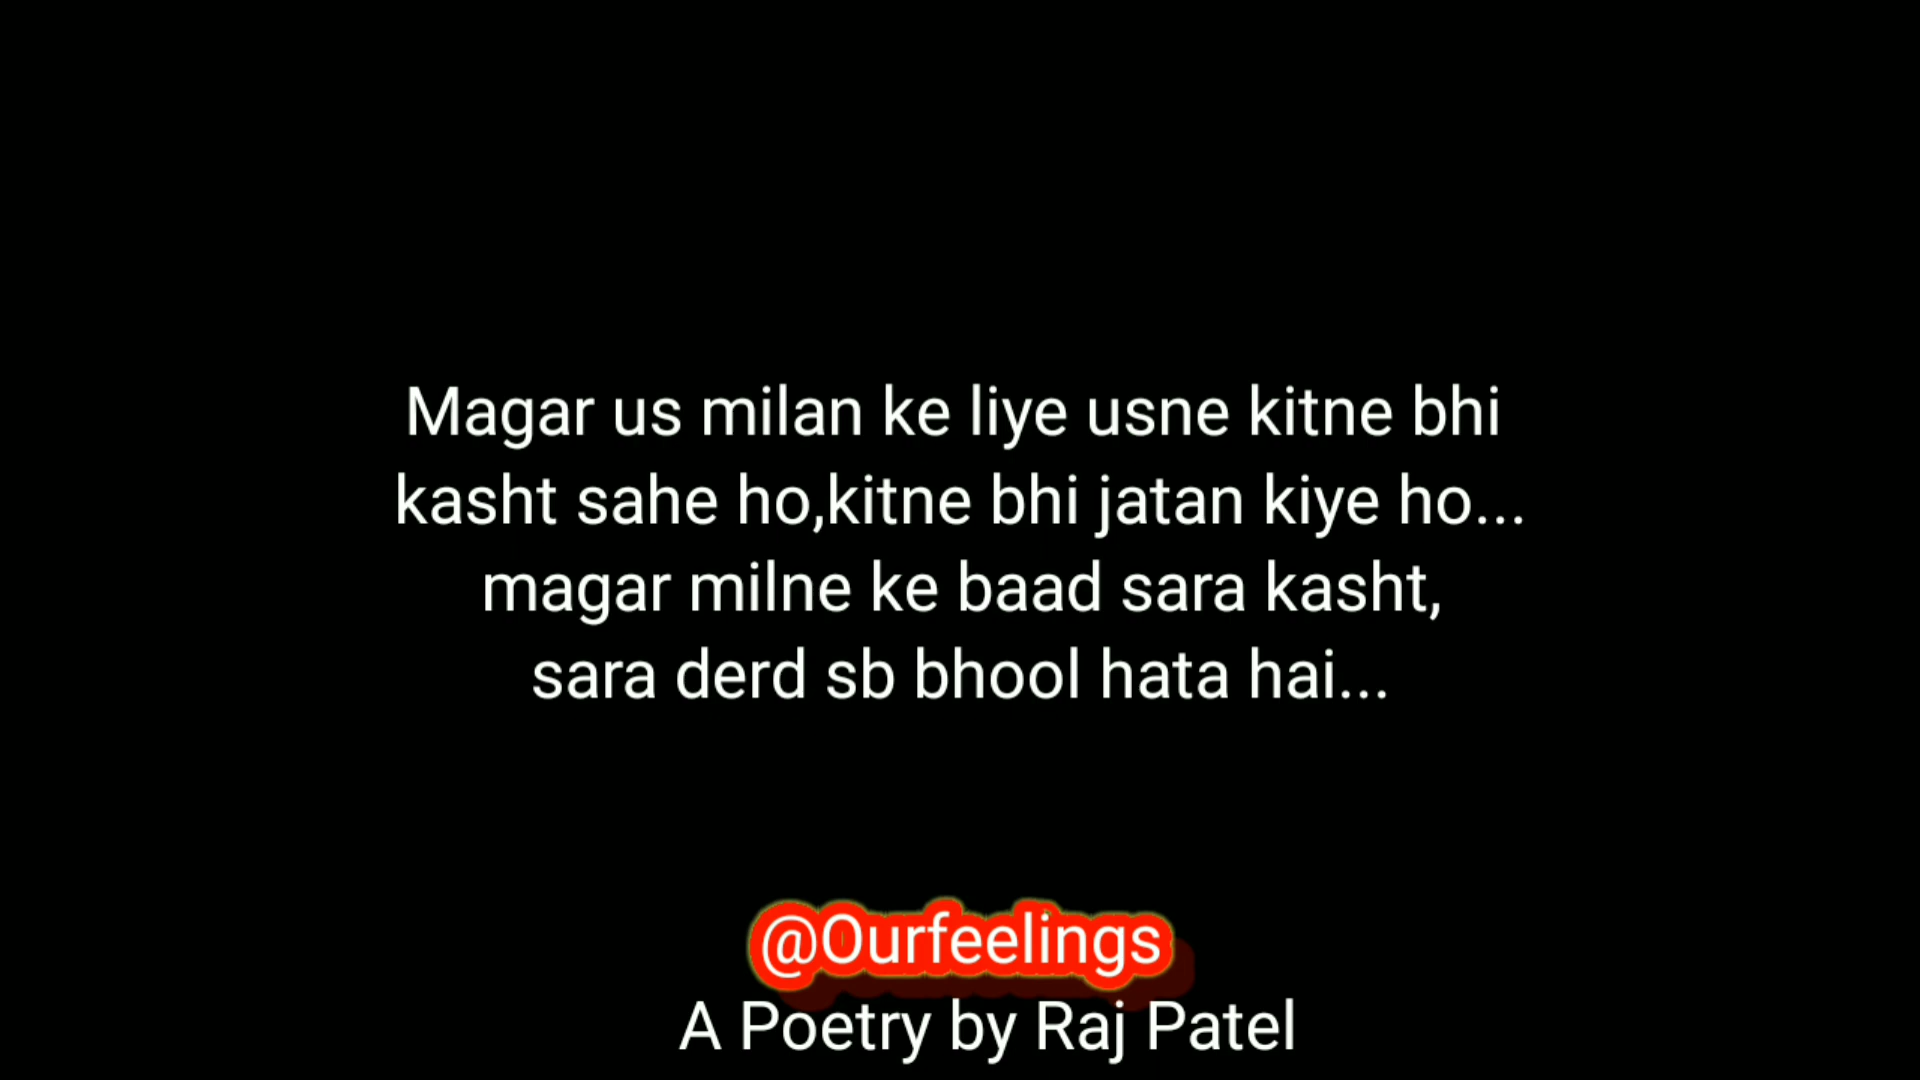 Magar us milan ke liye usne kitne bhi
kasht sahe ho,kitne bhi jatan kiye ho...
magar milne ke baad sara kasht,
sara derd sb bhool hata hai...
@Ourfeelings
A Poetry by Raj Patel